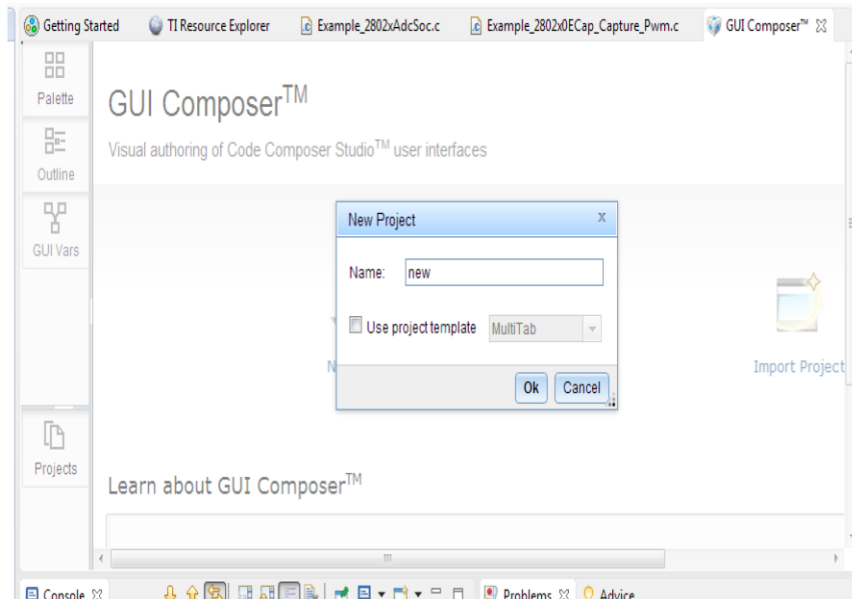 Getting Started TI Resource Explorer Example_2802xAdcSoc.c Example_2802x0ECap_Capture_Pwm.c GUI Composer™
Palette
Outline
GUI Vars
Projects
GUI Composer™
Visual authoring of Code Composer Studio™ user interfaces
New Project x
Name: new
Use project template MultiTab
Ok Cancel
N
Import Project
Learn about GUI Composer™
Console Problems Advice